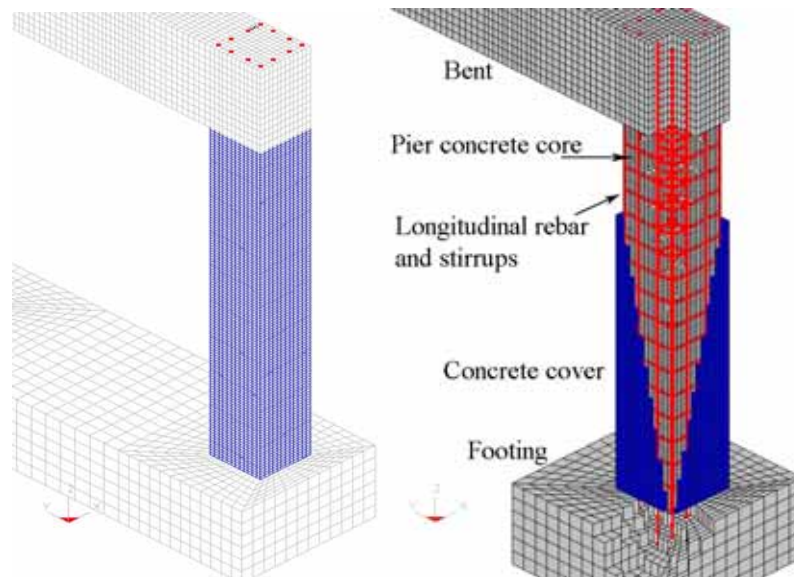 Bent
Pier concrete core
Longitudinal rebar
and stirrups
Concrete cover
Footing